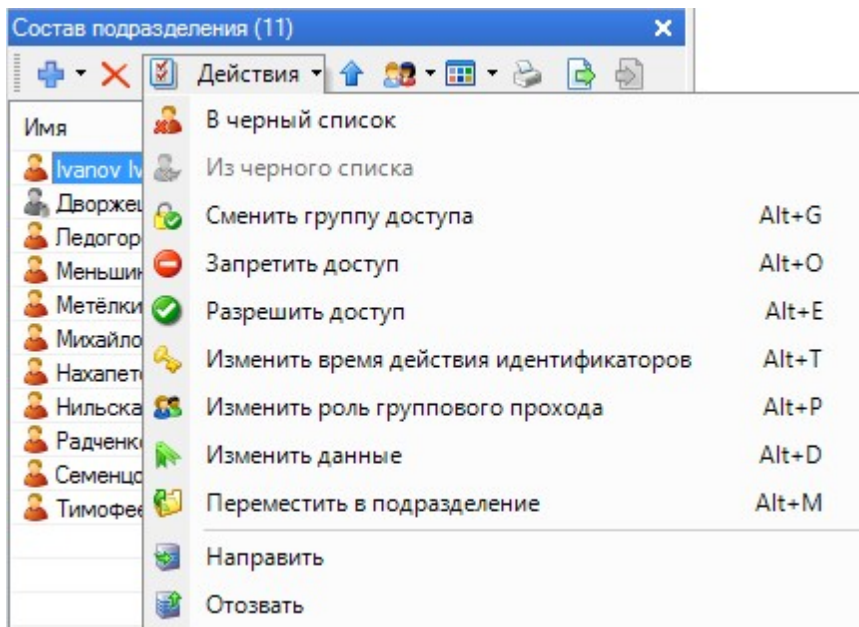 Состав подразделения (11)
Действия
Имя
В черный список
Ivanov
Из черного списка
Сменить группу доступа Alt+G
Запретить доступ Alt+O
Разрешить доступ Alt+E
Изменить время действия идентификаторов Alt+T
Изменить роль группового прохода Alt+P
Изменить данные Alt+D
Переместить в подразделение Alt+M
Направить
Отозвать